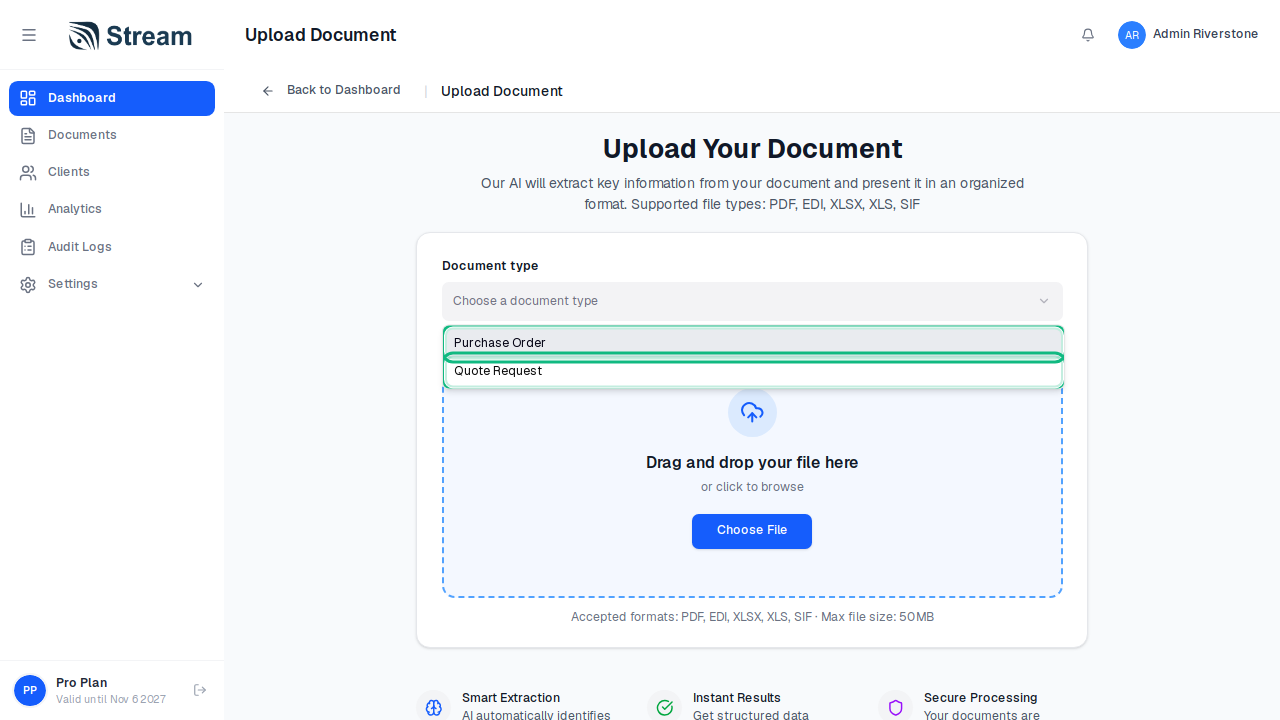 Stream
Upload Document
AR
Admin Riverstone
Dashboard
Documents
Clients
Analytics
Audit Logs
Settings
Back to Dashboard
Upload Document
Upload Your Document
Our AI will extract key information from your document and present it in an organized
format. Supported file types: PDF, EDI, XLSX, XLS, SIF
Document type
Choose a document type
Purchase Order
Quote Request
Drag and drop your file here
or click to browse
Choose File
Accepted formats: PDF, EDI, XLSX, XLS, SIF · Max file size: 50MB
Smart Extraction
AI automatically identifies
Instant Results
Get structured data
Secure Processing
Your documents are
PP
Pro Plan
Valid until Nov 6 2027